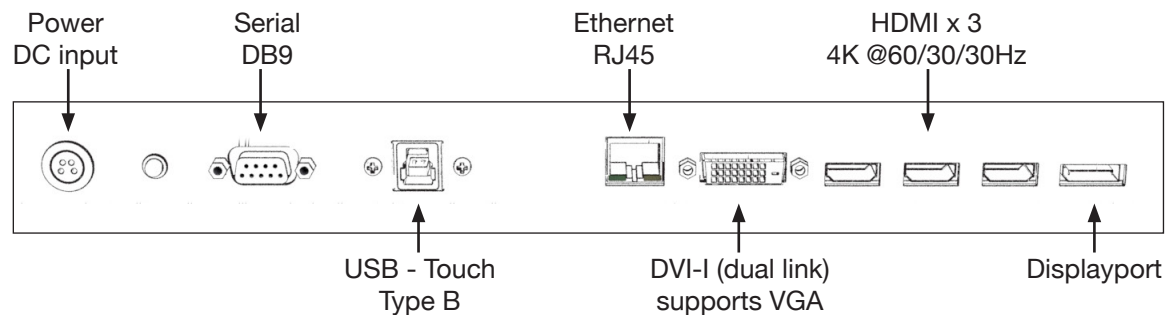 Power
DC input
Serial
DB9
Ethernet
RJ45
HDMI x 3
4K @60/30/30Hz
USB - Touch
Type B
DVI-I (dual link)
supports VGA
Displayport